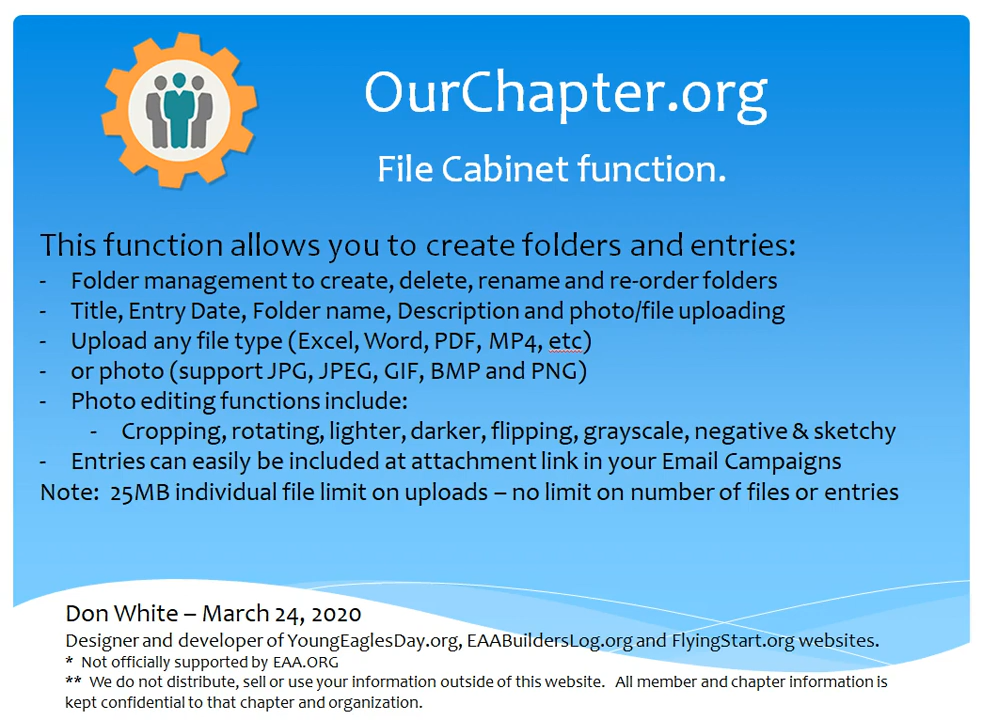 OurChapter.org
File Cabinet function.
This function allows you to create folders and entries:
- Folder management to create, delete, rename and re-order folders
- Title, Entry Date, Folder name, Description and photo/file uploading
- Upload any file type (Excel, Word, PDF, MP4, etc)
- or photo (support JPG, JPEG, GIF, BMP and PNG)
- Photo editing functions include:
- Cropping, rotating, lighter, darker, flipping, grayscale, negative & sketchy
- Entries can easily be included at attachment link in your Email Campaigns
Note: 25MB individual file limit on uploads – no limit on number of files or entries
Don White – March 24, 2020
Designer and developer of YoungEaglesDay.org, EAABuildersLog.org and FlyingStart.org websites.
* Not officially supported by EAA.ORG
** We do not distribute, sell or use your information outside of this website. All member and chapter information is
kept confidential to that chapter and organization.